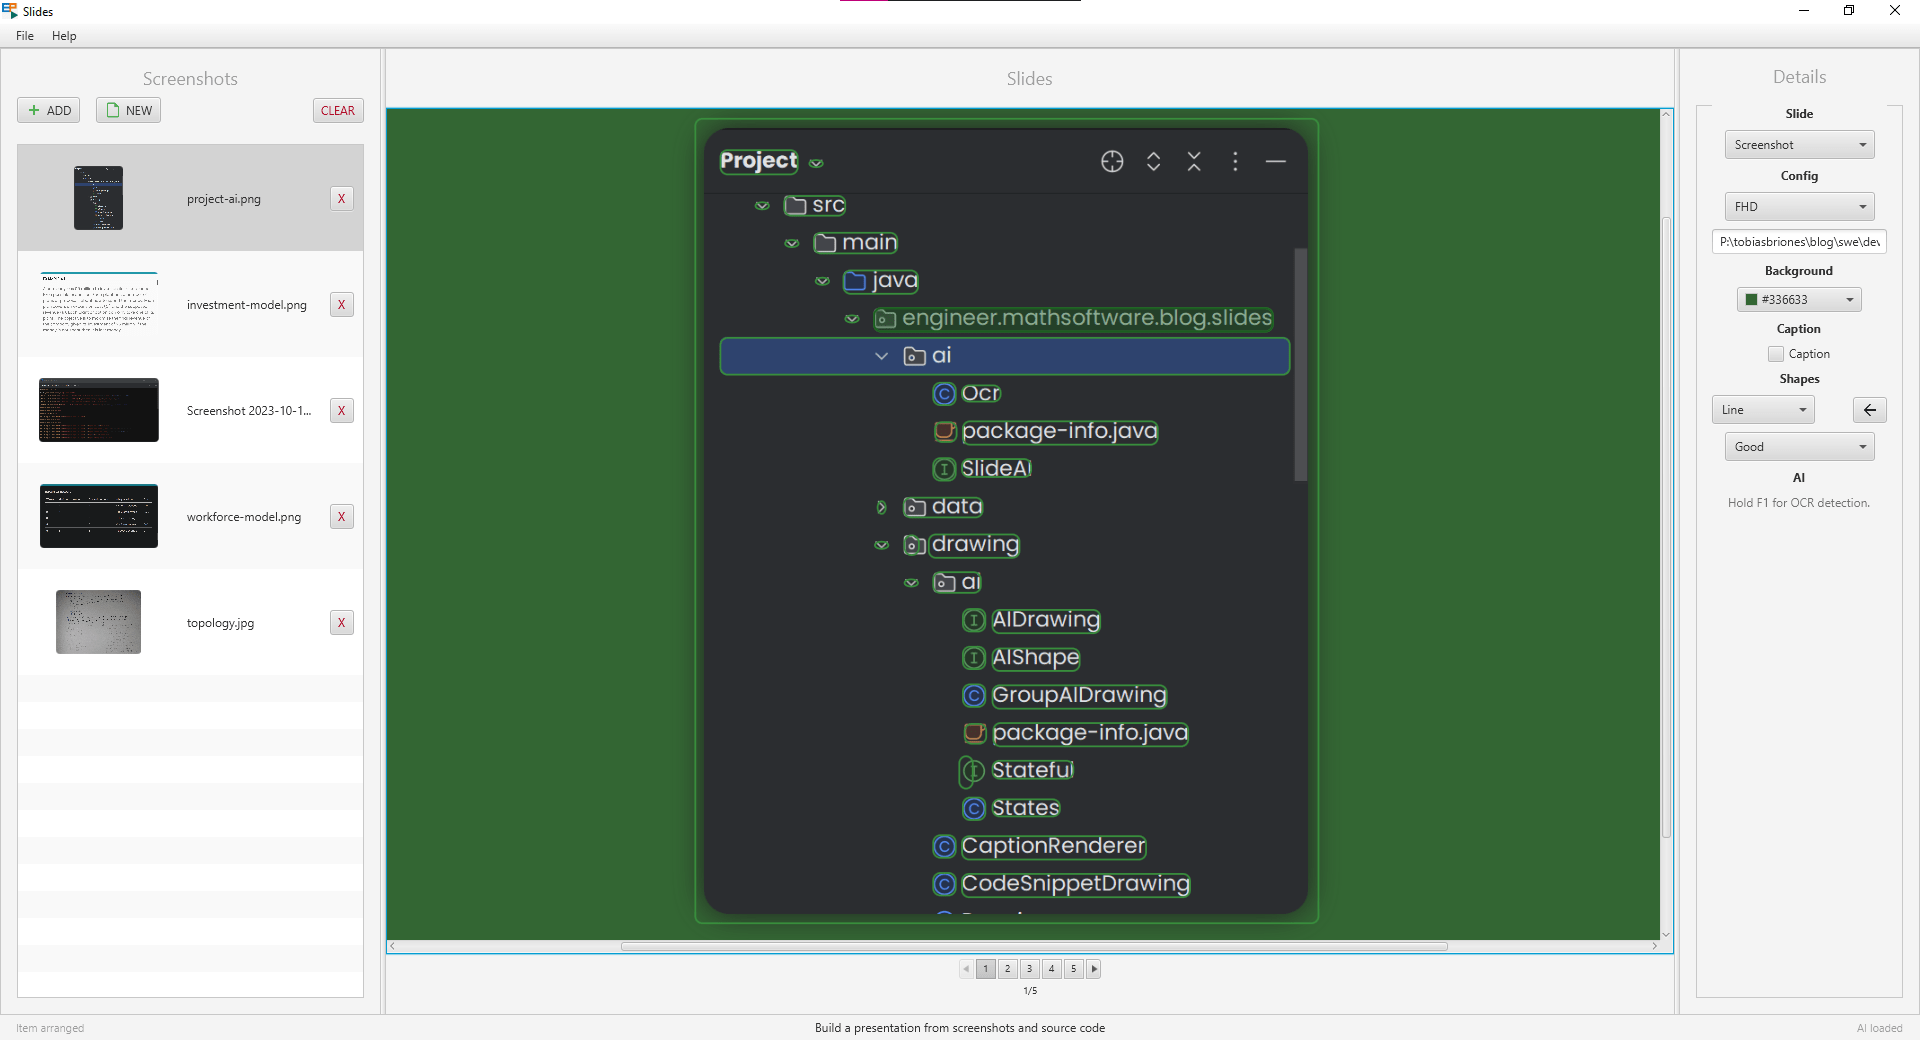 Slides
File Help
Screenshots
ADD NEW CLEAR
project-ai.png X
investment-model.png X
Screenshot 2023-10-1... X
workforce-model.png X
topology.jpg X
Slides
Project
src
main
java
engineer.mathsoftware.blog.slides
ai
C Ocr
package-info.java
I SlideAI
data
drawing
ai
I AIDrawing
I AIShape
C GroupAIDrawing
package-info.java
I Stateful
C States
C CaptionRenderer
C CodeSnippetDrawing
1 2 3 4 5
1/5
Details
Slide
Screenshot
Config
FHD
P:\tobiasbriones\blog\swe\de
Background
#336633
Caption
Caption
Shapes
Line
Good
AI
Hold F1 for OCR detection.
Item arranged
Build a presentation from screenshots and source code
AI loaded